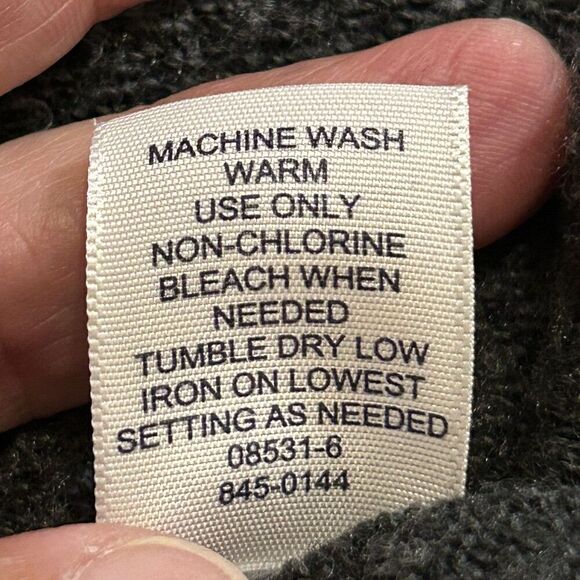 MACHINE WASH
WARM
USE ONLY
NON-CHLORINE
BLEACH WHEN
NEEDED
TUMBLE DRY LOW
IRON ON LOWEST
SETTING AS NEEDED
08531-6
845-0144